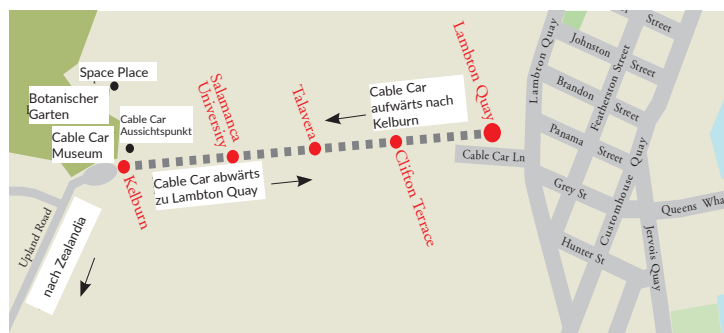 Space Place
Botanischer
Garten
Cable Car
Aussichtspunkt
Cable Car
Museum
Kelburn
Salamanca
University
Talavera
Clifton Terrace
Lambton Quay
Cable Car
aufwärts nach
Kelburn
Cable Car abwärts
zu Lambton Quay
Upland Road
nach Zealandia
Cable Car Ln
Lambton Quay
Street
Johnston Street
Featherston Street
Brandon Street
Panama Street
Grey St
Customhouse Quay
Hunter St
Jervois Quay
Queens Wha